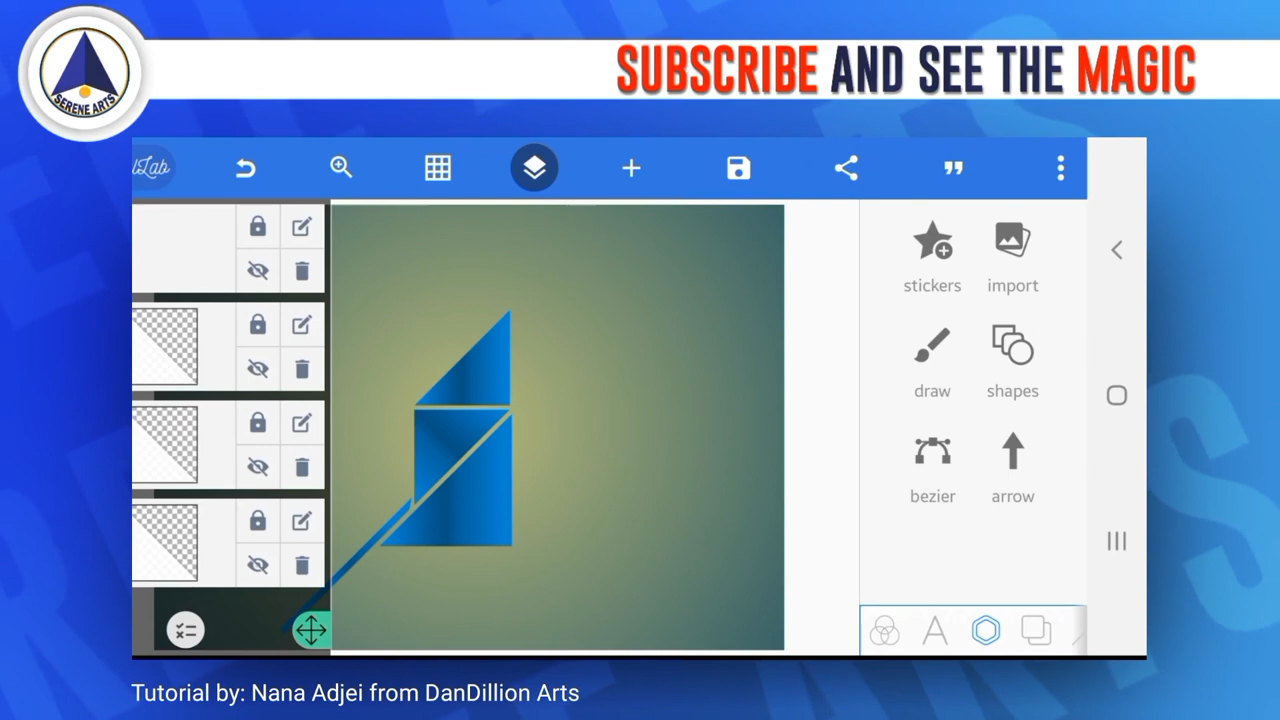 SUBSCRIBE AND SEE THE MAGIC
SERENE ARTS
lLab
stickers
import
draw
shapes
bezier
arrow
Tutorial by: Nana Adjei from DanDillion Arts